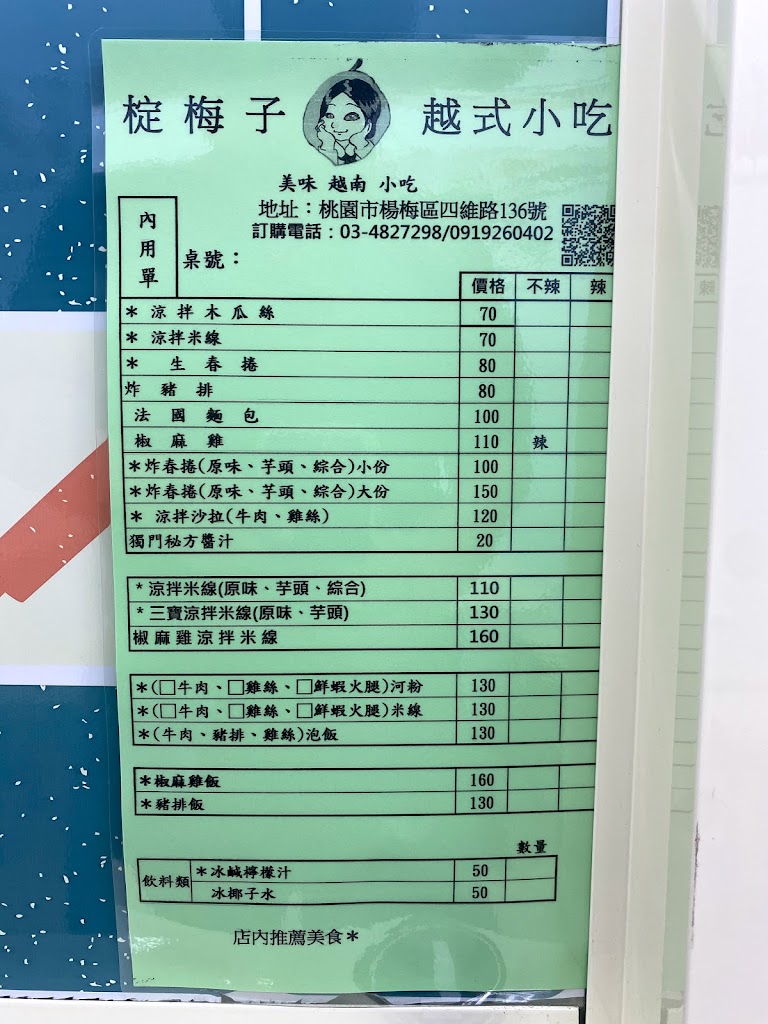 椗梅子 越式小吃
美味 越南 小吃
地址：桃園市楊梅區四維路136號
訂購電話：03-4827298/0919260402
內用單
桌號：
價格 不辣 辣
＊ 涼拌木瓜絲 70
＊ 涼拌米線 70
＊ 生春捲 80
炸豬排 80
法國麵包 100
椒麻雞 110 辣
＊炸春捲(原味、芋頭、綜合)小份 100
＊炸春捲(原味、芋頭、綜合)大份 150
＊ 涼拌沙拉(牛肉、雞絲) 120
獨門秘方醬汁 20
＊涼拌米線(原味、芋頭、綜合) 110
＊三寶涼拌米線(原味、芋頭) 130
椒麻雞涼拌米線 160
＊(□牛肉、□雞絲、□鮮蝦火腿)河粉 130
＊(□牛肉、□雞絲、□鮮蝦火腿)米線 130
＊(牛肉、豬排、雞絲)泡飯 130
＊椒麻雞飯 160
＊豬排飯 130
數量
飲料類
＊冰鹹檸檬汁 50
冰椰子水 50
店內推薦美食＊